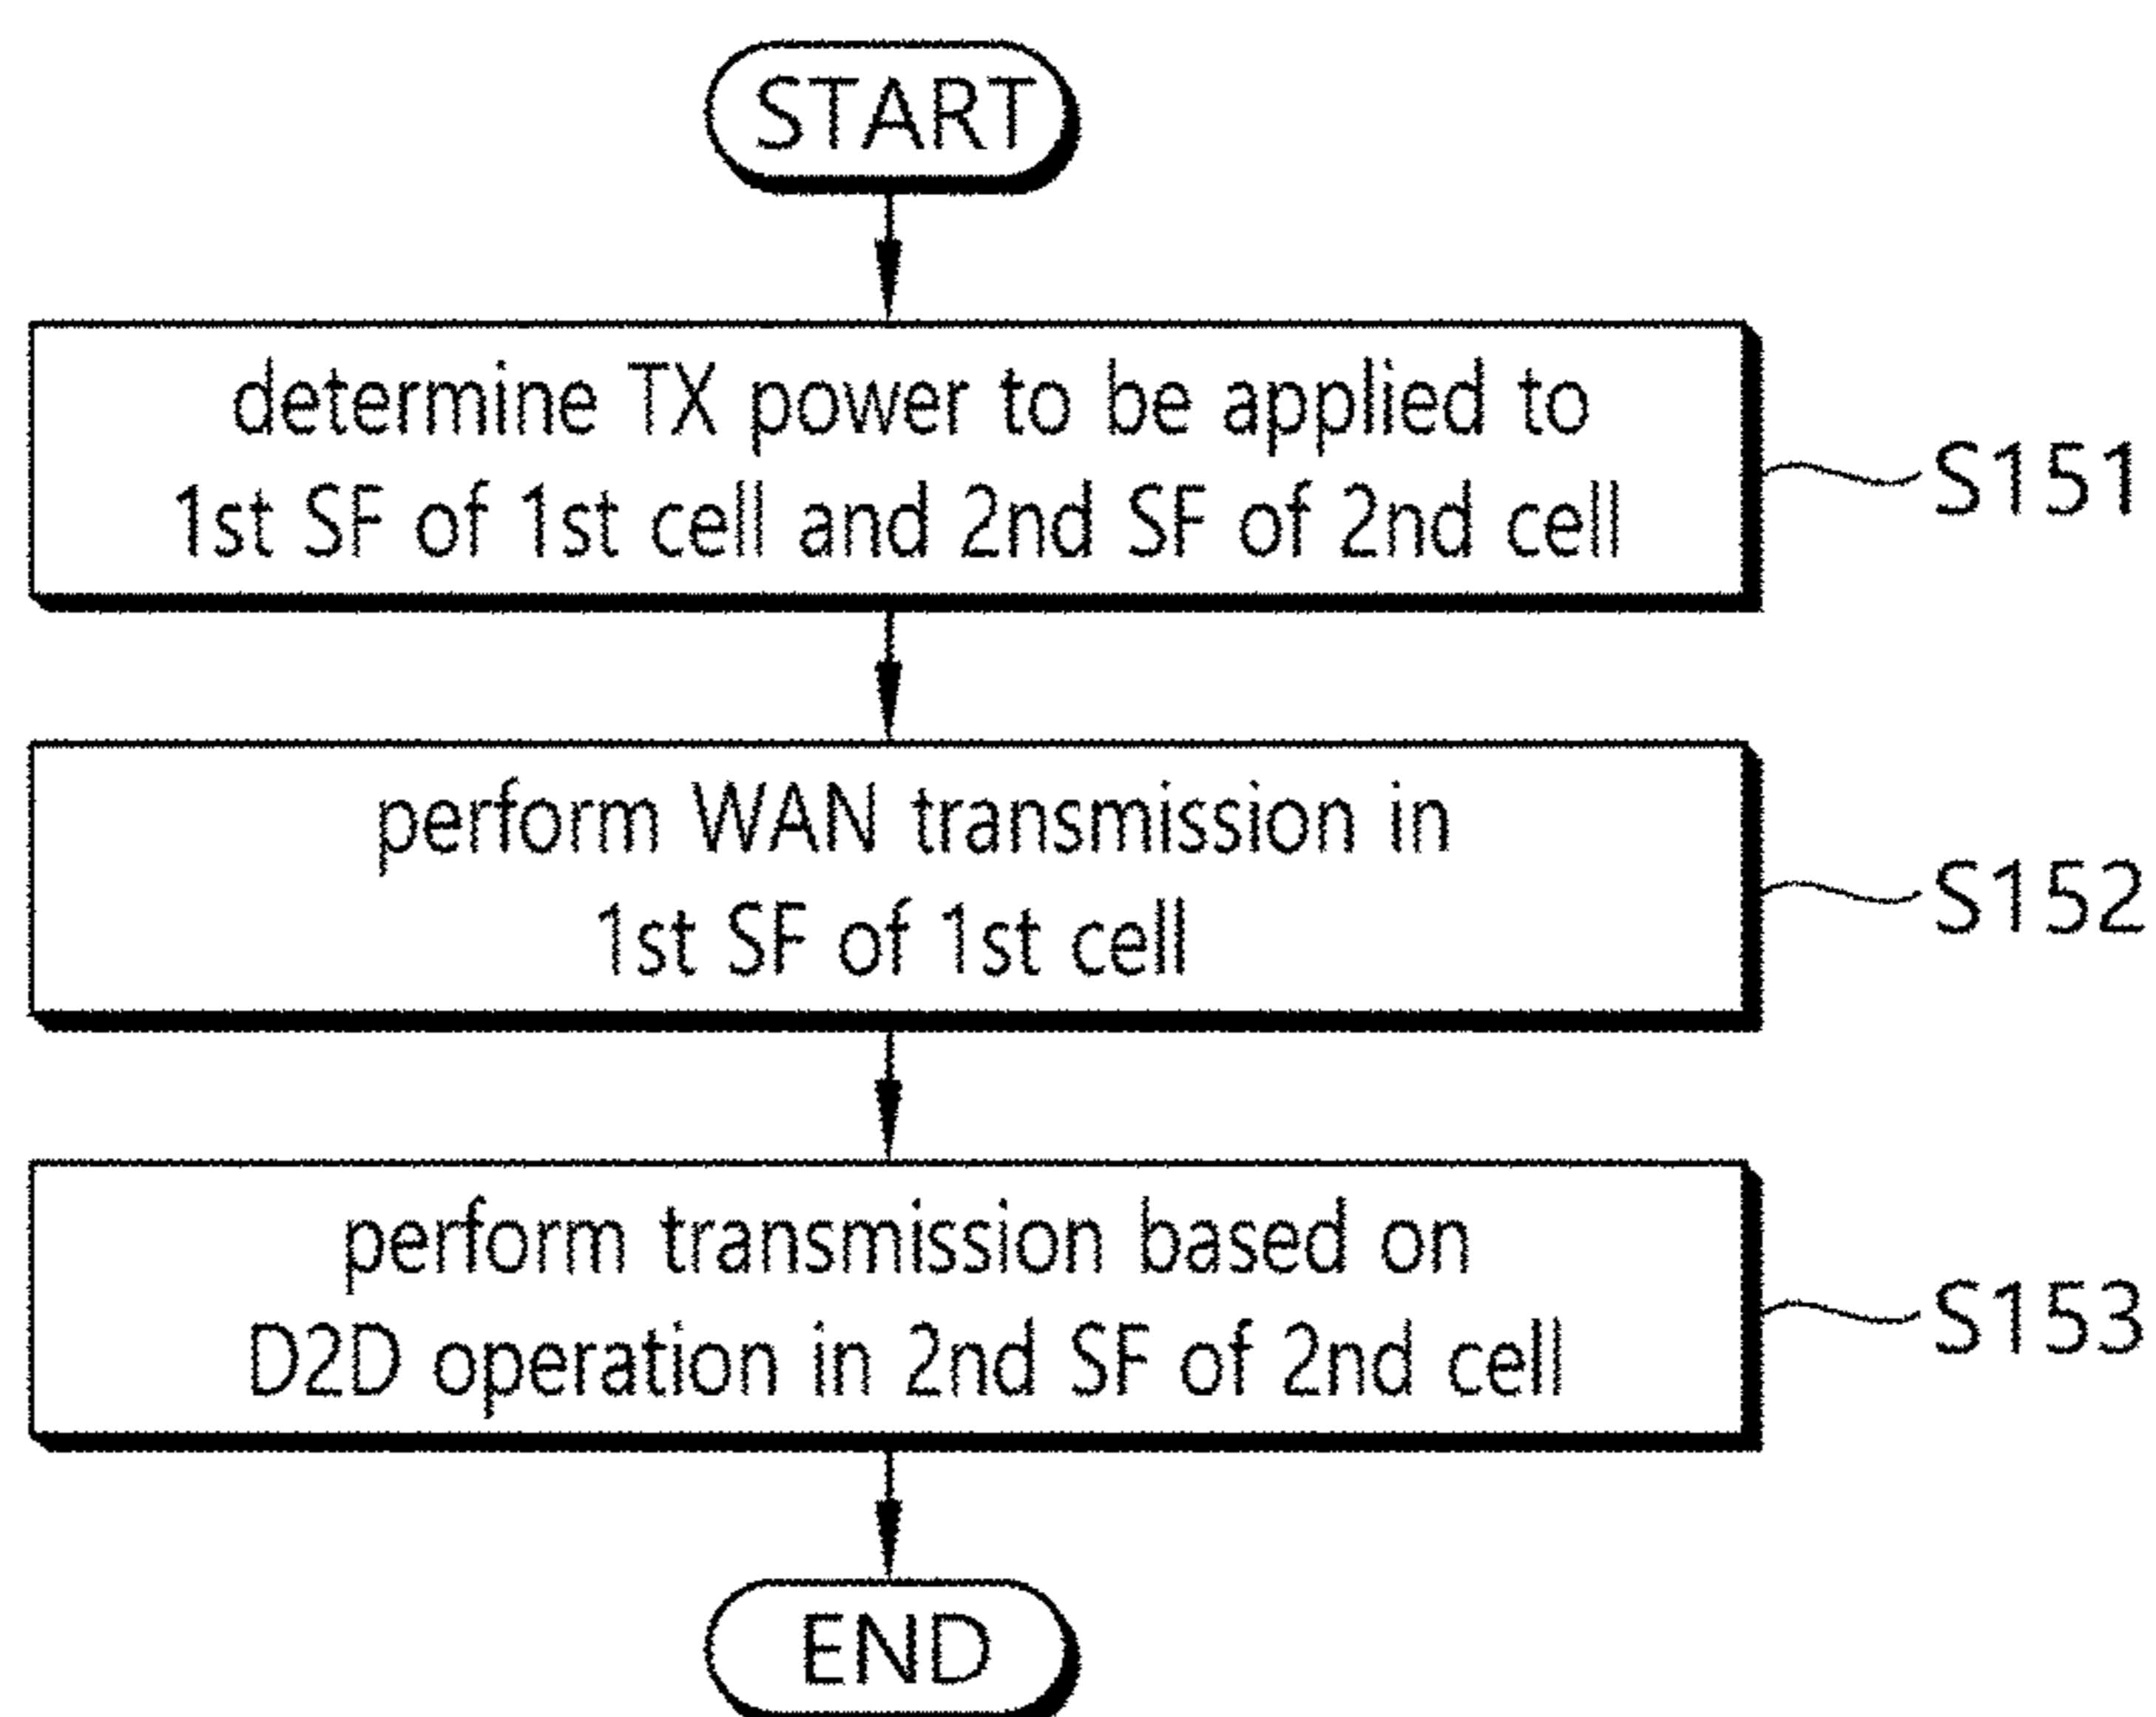 START
determine TX power to be applied to
1st SF of 1st cell and 2nd SF of 2nd cell
S151
perform WAN transmission in
1st SF of 1st cell
S152
perform transmission based on
D2D operation in 2nd SF of 2nd cell
S153
END